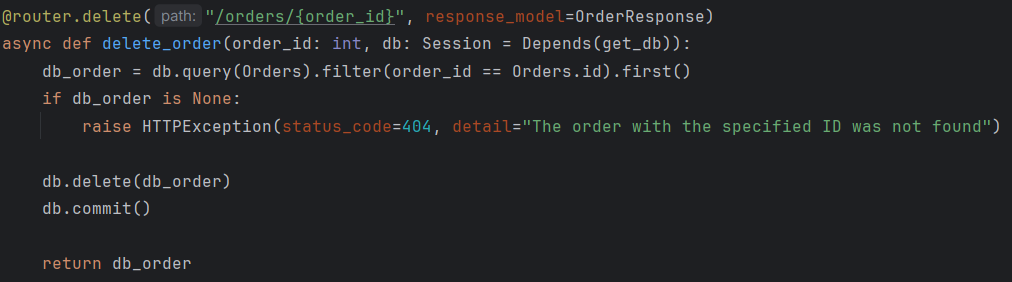 @router.delete( path: "/orders/{order_id}", response_model=OrderResponse)
async def delete_order(order_id: int, db: Session = Depends(get_db)):
    db_order = db.query(Orders).filter(order_id == Orders.id).first()
    if db_order is None:
        raise HTTPException(status_code=404, detail="The order with the specified ID was not found")
    db.delete(db_order)
    db.commit()
    return db_order